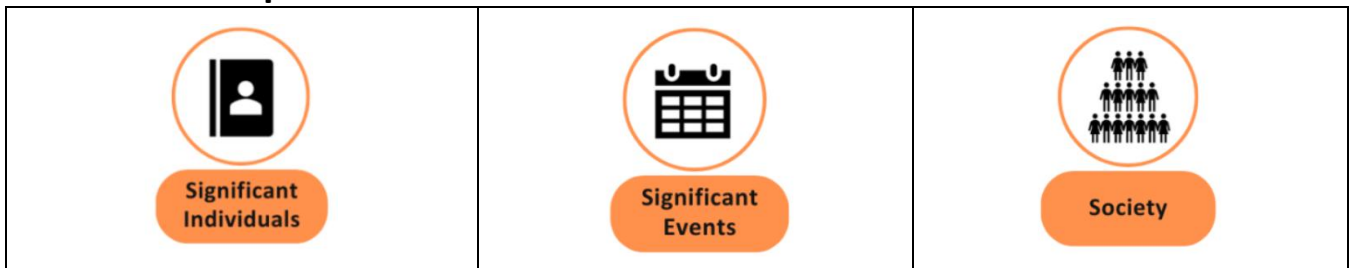 Significant
Individuals
Significant
Events
Society